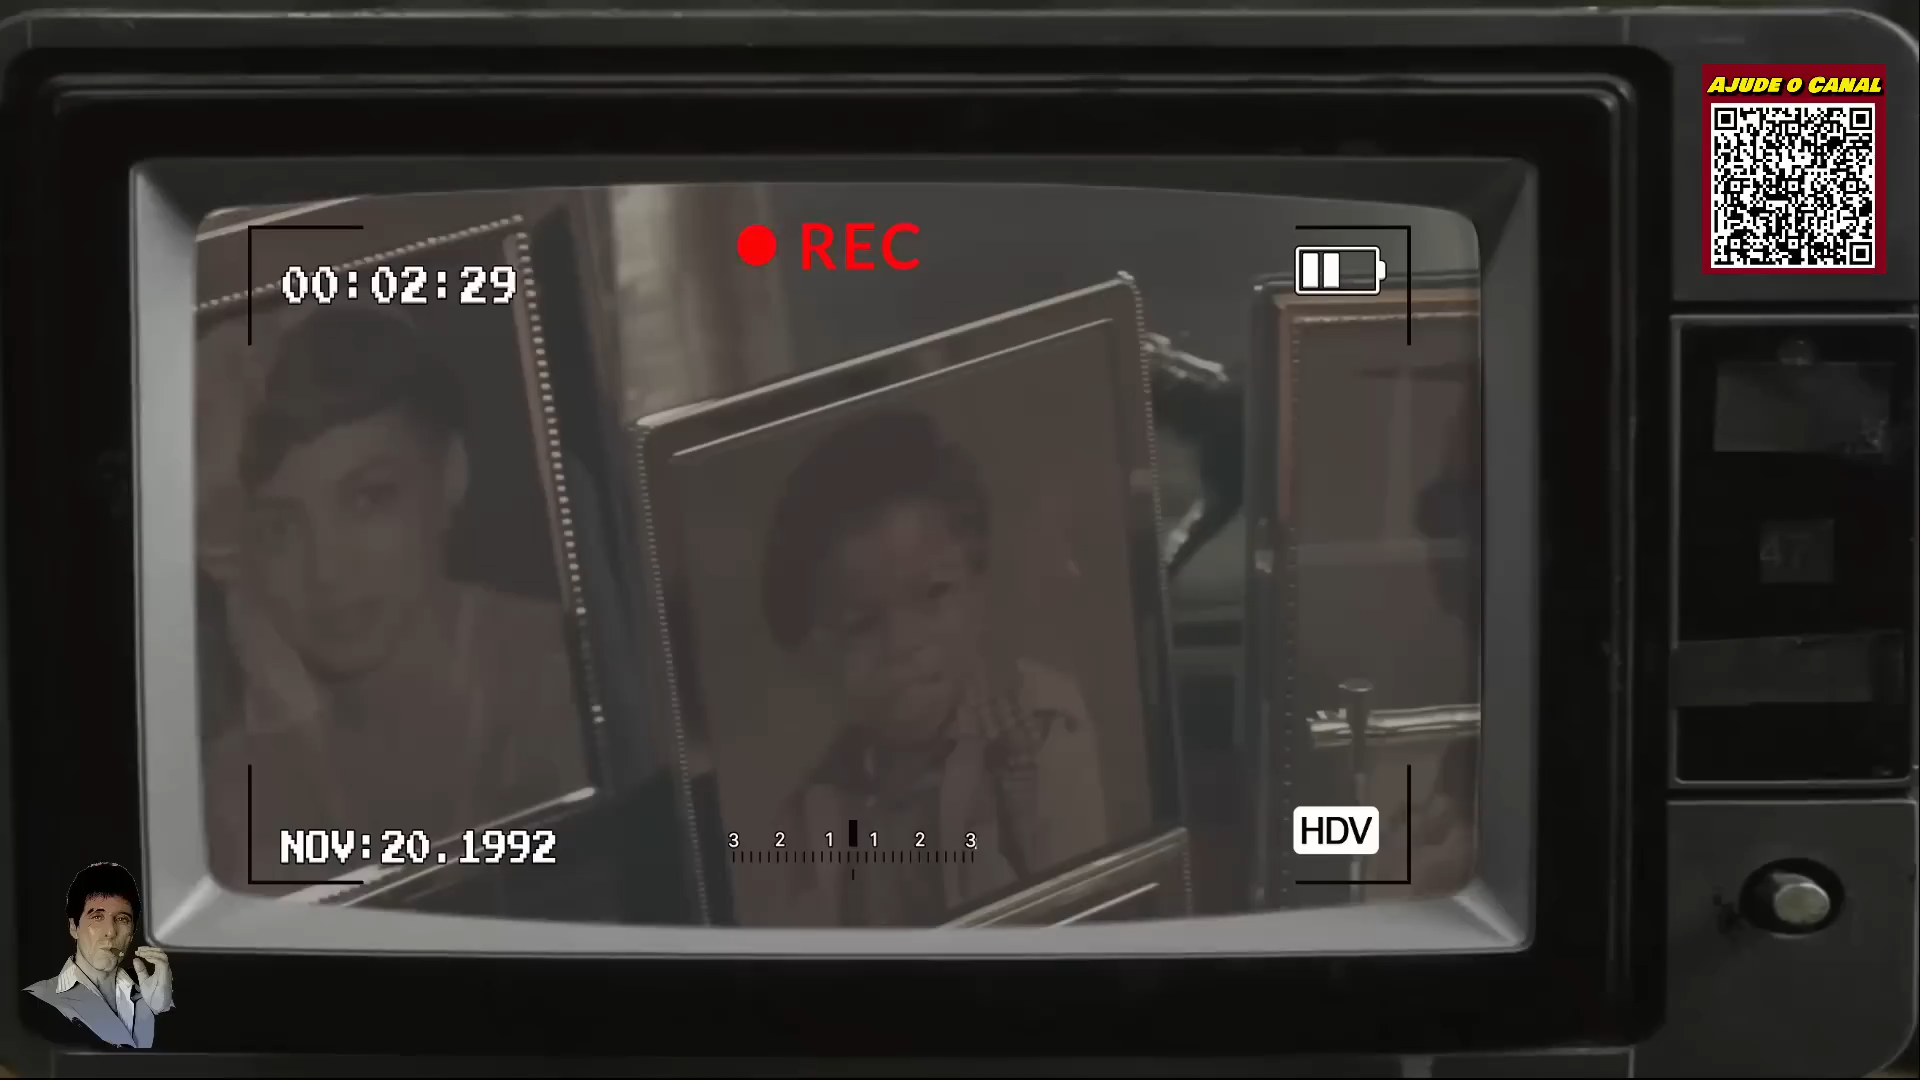 AJUDE O CANAL
REC
00:02:29
NOV:20.1992
3 2 1 1 2 3
HDV